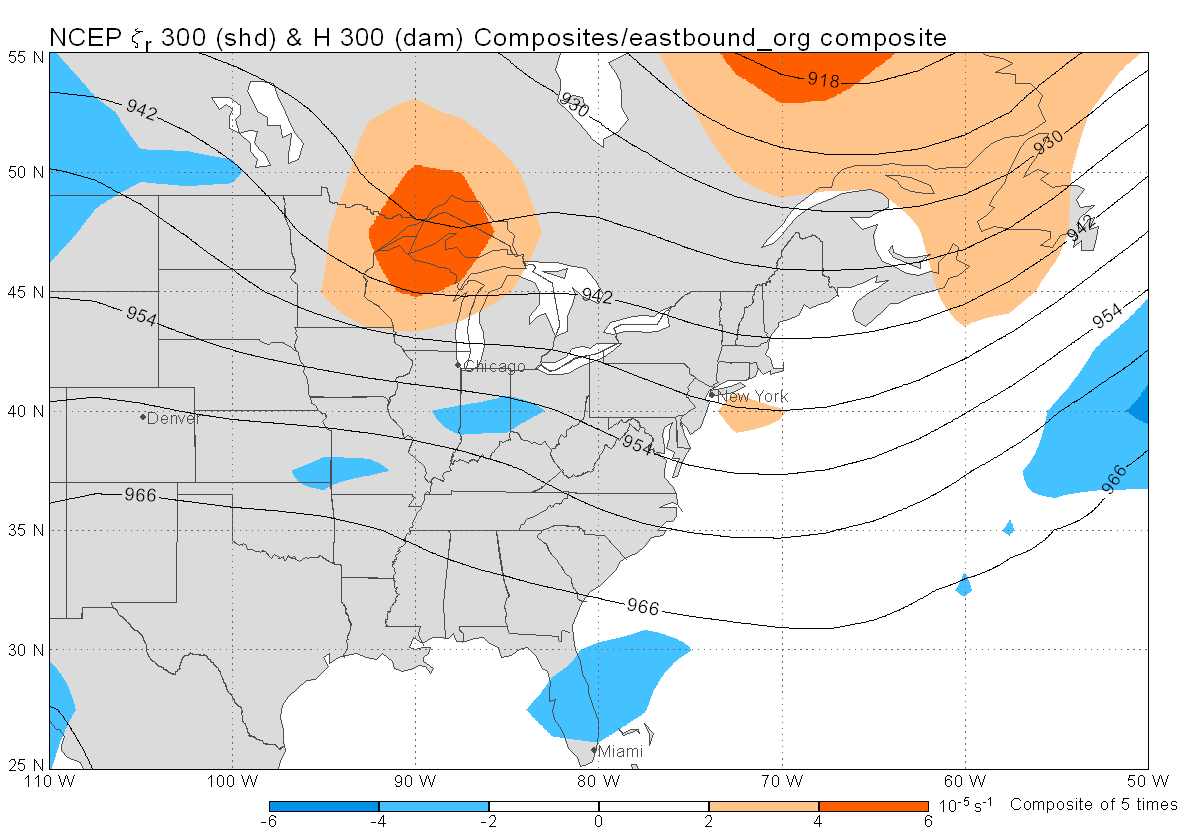 NCEP ζr 300 (shd) & H 300 (dam) Composites/eastbound_org composite
55 N
918
942
930
930
50 N
942
45 N
942
954
954
Chicago
New York
40 N
Denver
954
966
966
35 N
966
30 N
Miami
25 N
110 W 100 W 90 W 80 W 70 W 60 W 50 W
10⁻⁵ s⁻¹ Composite of 5 times
-6 -4 -2 0 2 4 6